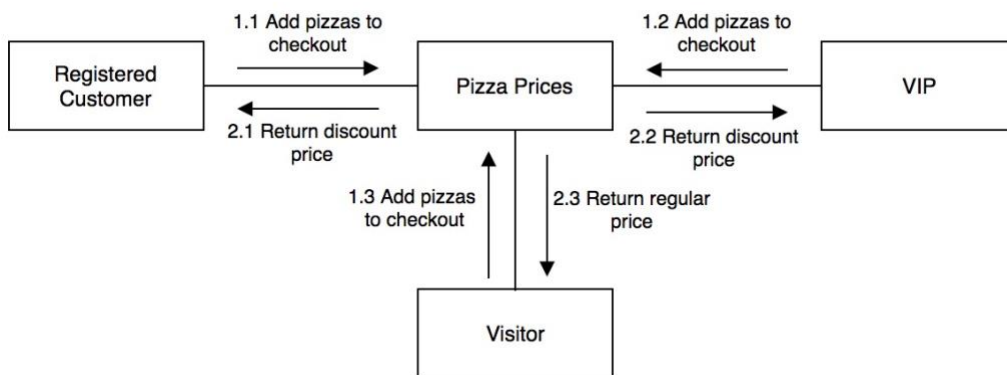 1.1 Add pizzas to
checkout
1.2 Add pizzas to
checkout
Registered
Customer
Pizza Prices
VIP
2.1 Return discount
price
2.2 Return discount
price
1.3 Add pizzas
to checkout
2.3 Return regular
price
Visitor